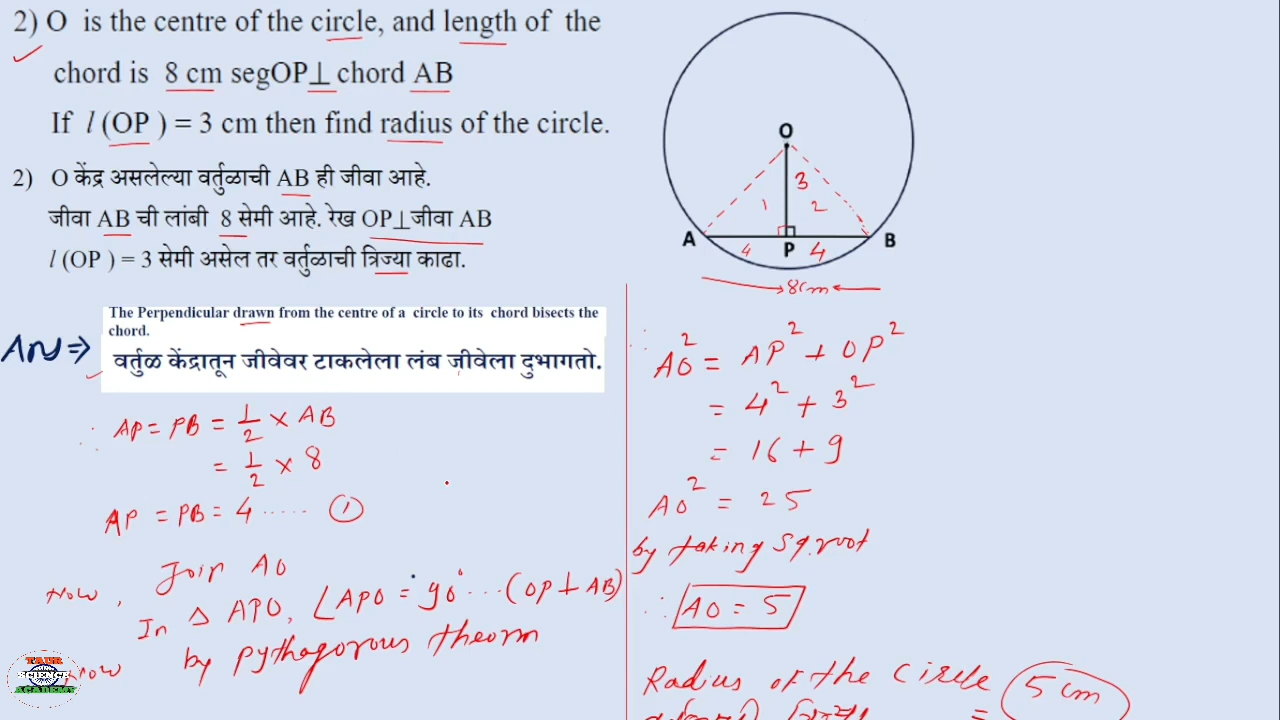 2) O is the centre of the circle, and length of the
chord is 8 cm segOP⊥ chord AB
If l (OP ) = 3 cm then find radius of the circle.
2) O केंद्र असलेल्या वर्तुळाची AB ही जीवा आहे.
जीवा AB ची लांबी 8 सेमी आहे. रेख OP⊥जीवा AB
l (OP ) = 3 सेमी असेल तर वर्तुळाची त्रिज्या काढा.
Ans ⇒
The Perpendicular drawn from the centre of a circle to its chord bisects the
chord.
वर्तुळ केंद्रातून जीवेवर टाकलेला लंब जीवेला दुभागतो.
∴ AP = PB = 1/2 × AB
= 1/2 × 8
AP = PB = 4 ..... ①
Now, Join AO
In △ APO, ∠APO = 90° ...(OP⊥AB)
Now by pythagorous theorm
O
3
1 2
A P B
4 4
8cm
∴ AO² = AP² + OP²
= 4² + 3²
= 16 + 9
AO² = 25
by taking sq.root
∴ AO = 5
Radius of the circle
= 5 cm
TAUR
SCIENCE
ACADEMY